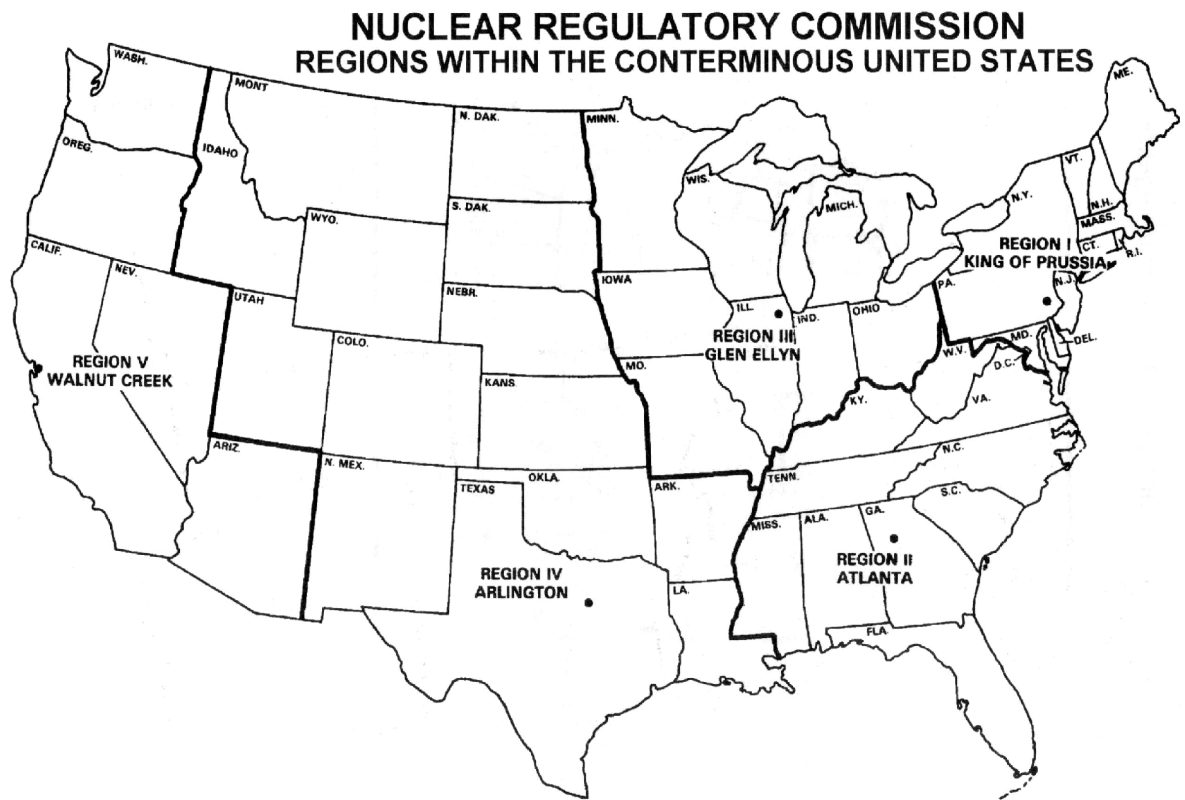 NUCLEAR REGULATORY COMMISSION
REGIONS WITHIN THE CONTERMINOUS UNITED STATES
WASH.
MONT
N. DAK.
MINN.
ME.
OREG.
IDAHO
VT.
WIS.
N.Y.
N.H.
WYO.
S. DAK.
MICH.
MASS.
CALIF.
NEV.
REGION I
KING OF PRUSSIA
CT.
R.I.
IOWA
PA.
N.J.
UTAH
NEBR.
ILL.
IND.
OHIO
REGION III
GLEN ELLYN
COLO.
MD.
DEL.
W.V.
D.C.
REGION V
WALNUT CREEK
MO.
KANS.
KY.
VA.
ARIZ.
N. MEX.
N.C.
OKLA.
TENN.
TEXAS
ARK.
S.C.
MISS.
ALA.
GA.
REGION II
ATLANTA
REGION IV
ARLINGTON
LA.
FLA.